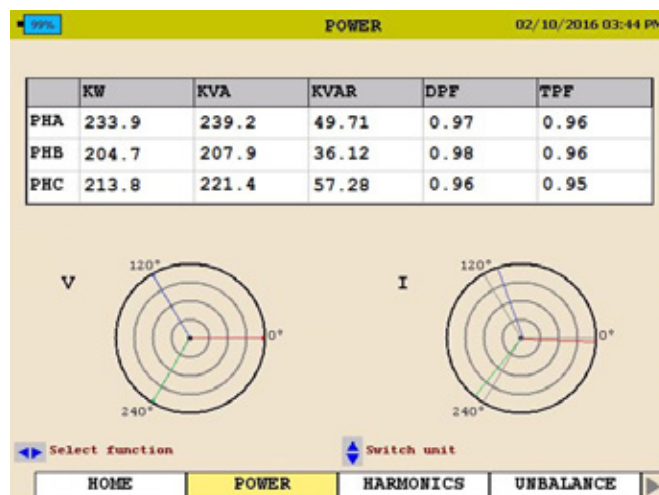 99% POWER 02/10/2016 03:44 PM
KW KVA KVAR DPF TPF
PHA 233.9 239.2 49.71 0.97 0.96
PHB 204.7 207.9 36.12 0.98 0.96
PHC 213.8 221.4 57.28 0.96 0.95
120° 120°
V I
0° 0°
240° 240°
Select function Switch unit
HOME POWER HARMONICS UNBALANCE